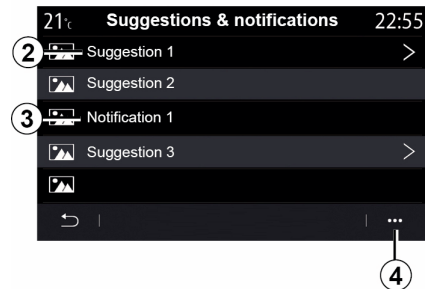 21°c Suggestions & notifications 22:55
2 Suggestion 1
Suggestion 2
3 Notification 1
Suggestion 3
4